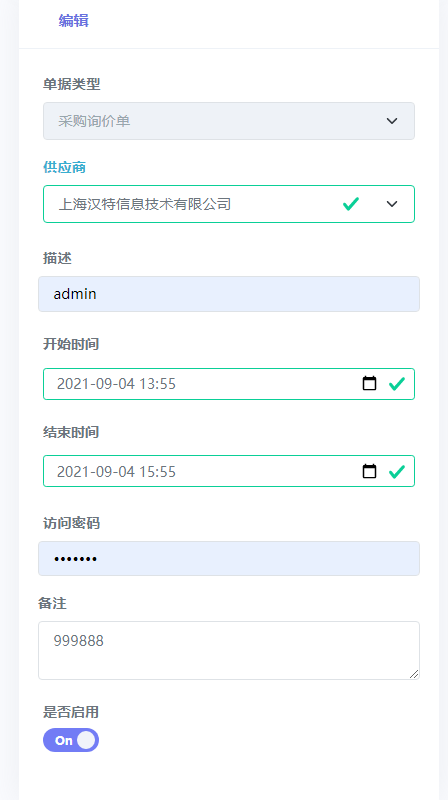 编辑
单据类型
采购询价单
供应商
上海汉特信息技术有限公司
描述
admin
开始时间
2021-09-04 13:55
结束时间
2021-09-04 15:55
访问密码
•••••••
备注
999888
是否启用
On